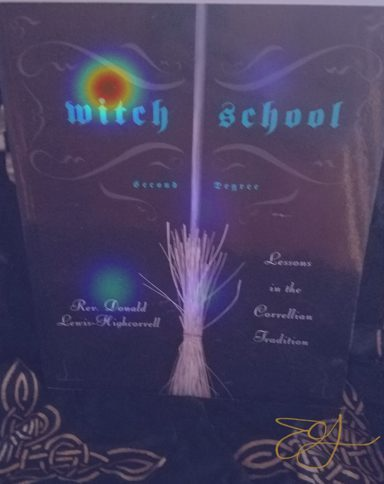 witch school
Second Degree
Lessons
in the
Correllian
Tradition
Rev. Donald
Lewis-Highcorrell